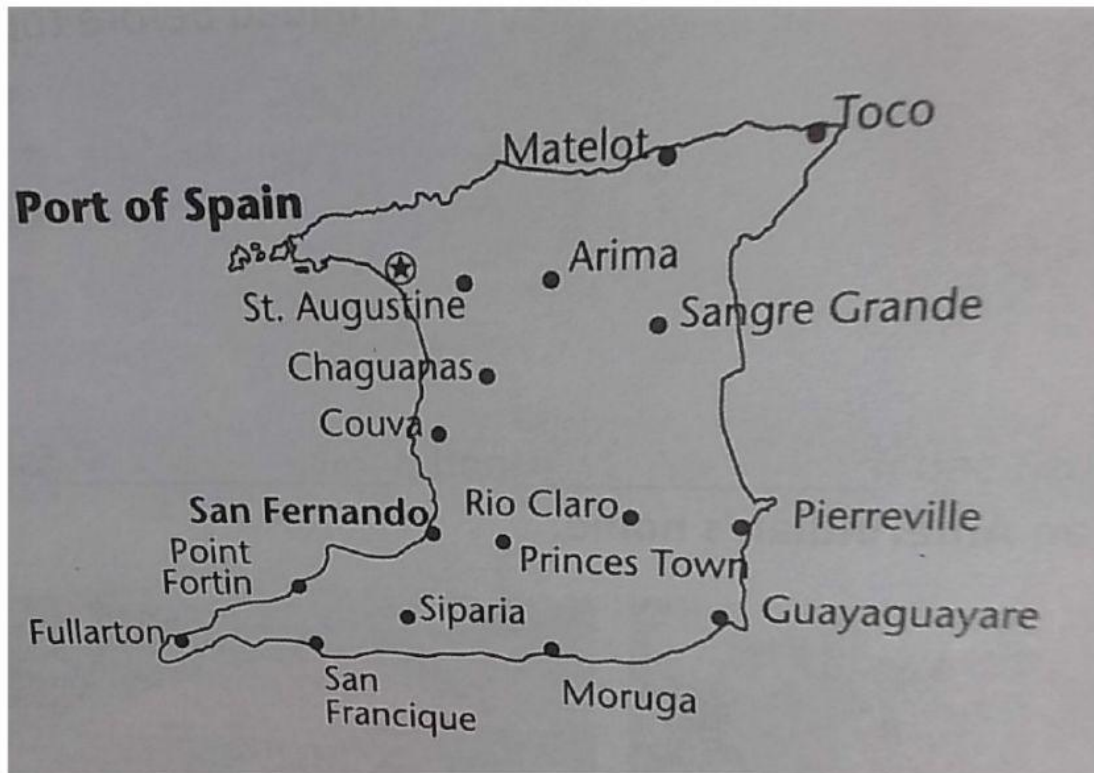 Toco
Matelot
Port of Spain
Arima
St. Augustine
Sangre Grande
Chaguanas
Couva
San Fernando
Rio Claro
Pierreville
Point
Fortin
Princes Town
Siparia
Guayaguayare
Fullarton
San
Francique
Moruga